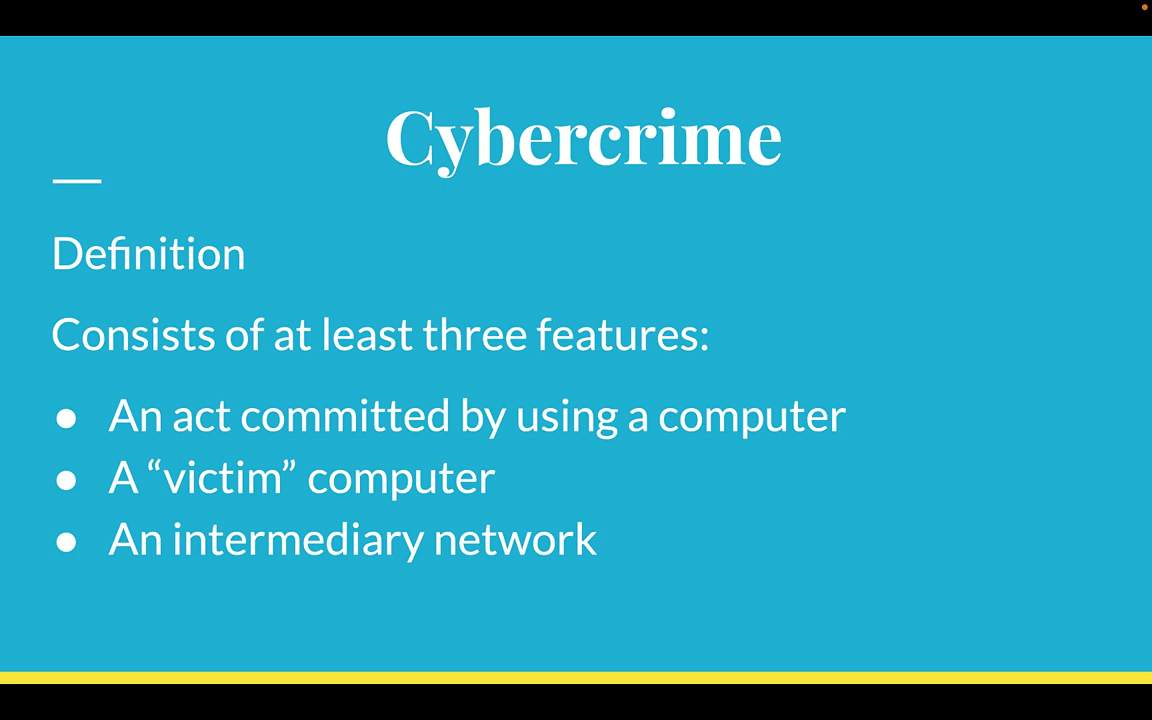 Cybercrime
Definition
Consists of at least three features:
● An act committed by using a computer
● A “victim” computer
● An intermediary network